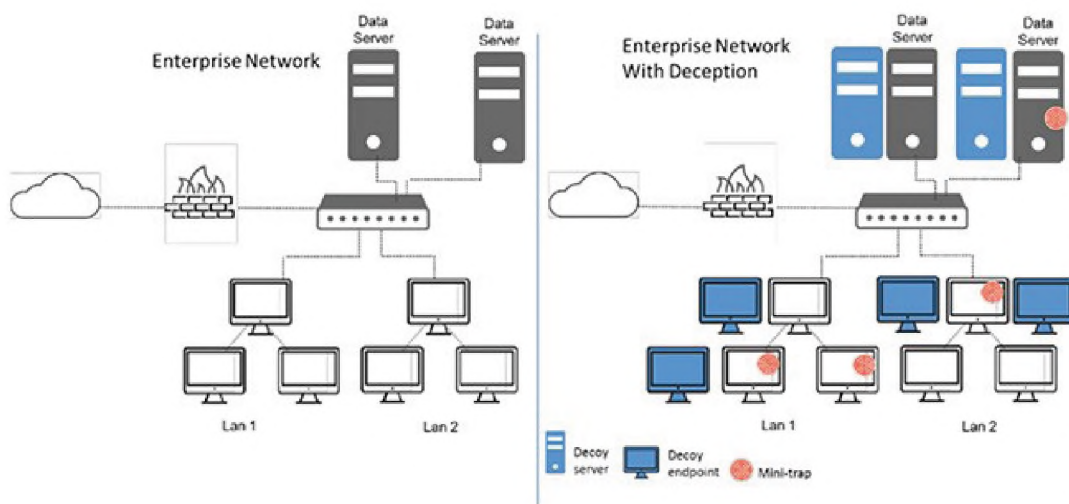 Data
Server
Data
Server
Enterprise Network
Lan 1
Lan 2
Data
Server
Data
Server
Enterprise Network
With Deception
Lan 1
Lan 2
Decoy
server
Decoy
endpoint
Mini-trap